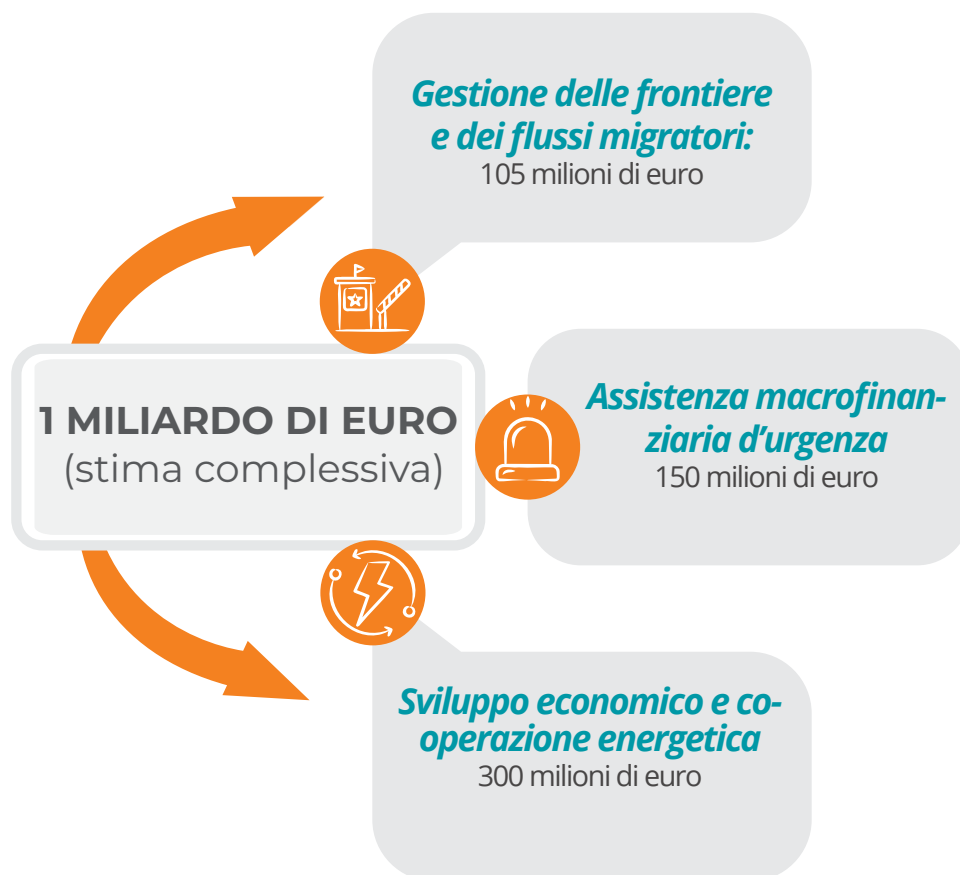 Gestione delle frontiere
e dei flussi migratori:
105 milioni di euro
1 MILIARDO DI EURO
(stima complessiva)
Assistenza macrofinan-
ziaria d’urgenza
150 milioni di euro
Sviluppo economico e co-
operazione energetica
300 milioni di euro